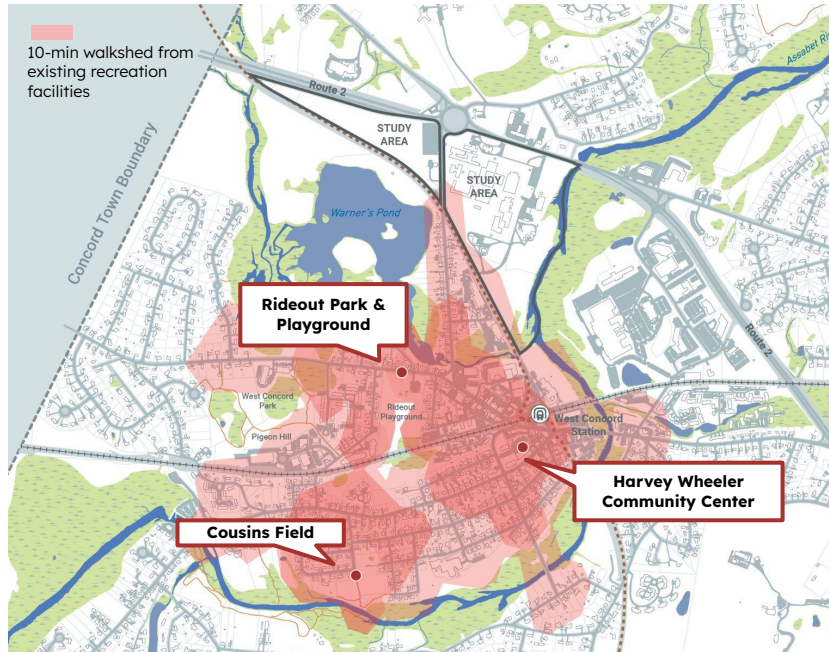 10-min walkshed from
existing recreation
facilities
Route 2
Assabet Ri
STUDY
AREA
STUDY
AREA
Concord Town Boundary
Warner's Pond
Rideout Park &
Playground
Route 2
West Concord
Park
Rideout
Playground
Pigeon Hill
West Concord
Station
Harvey Wheeler
Community Center
Cousins Field